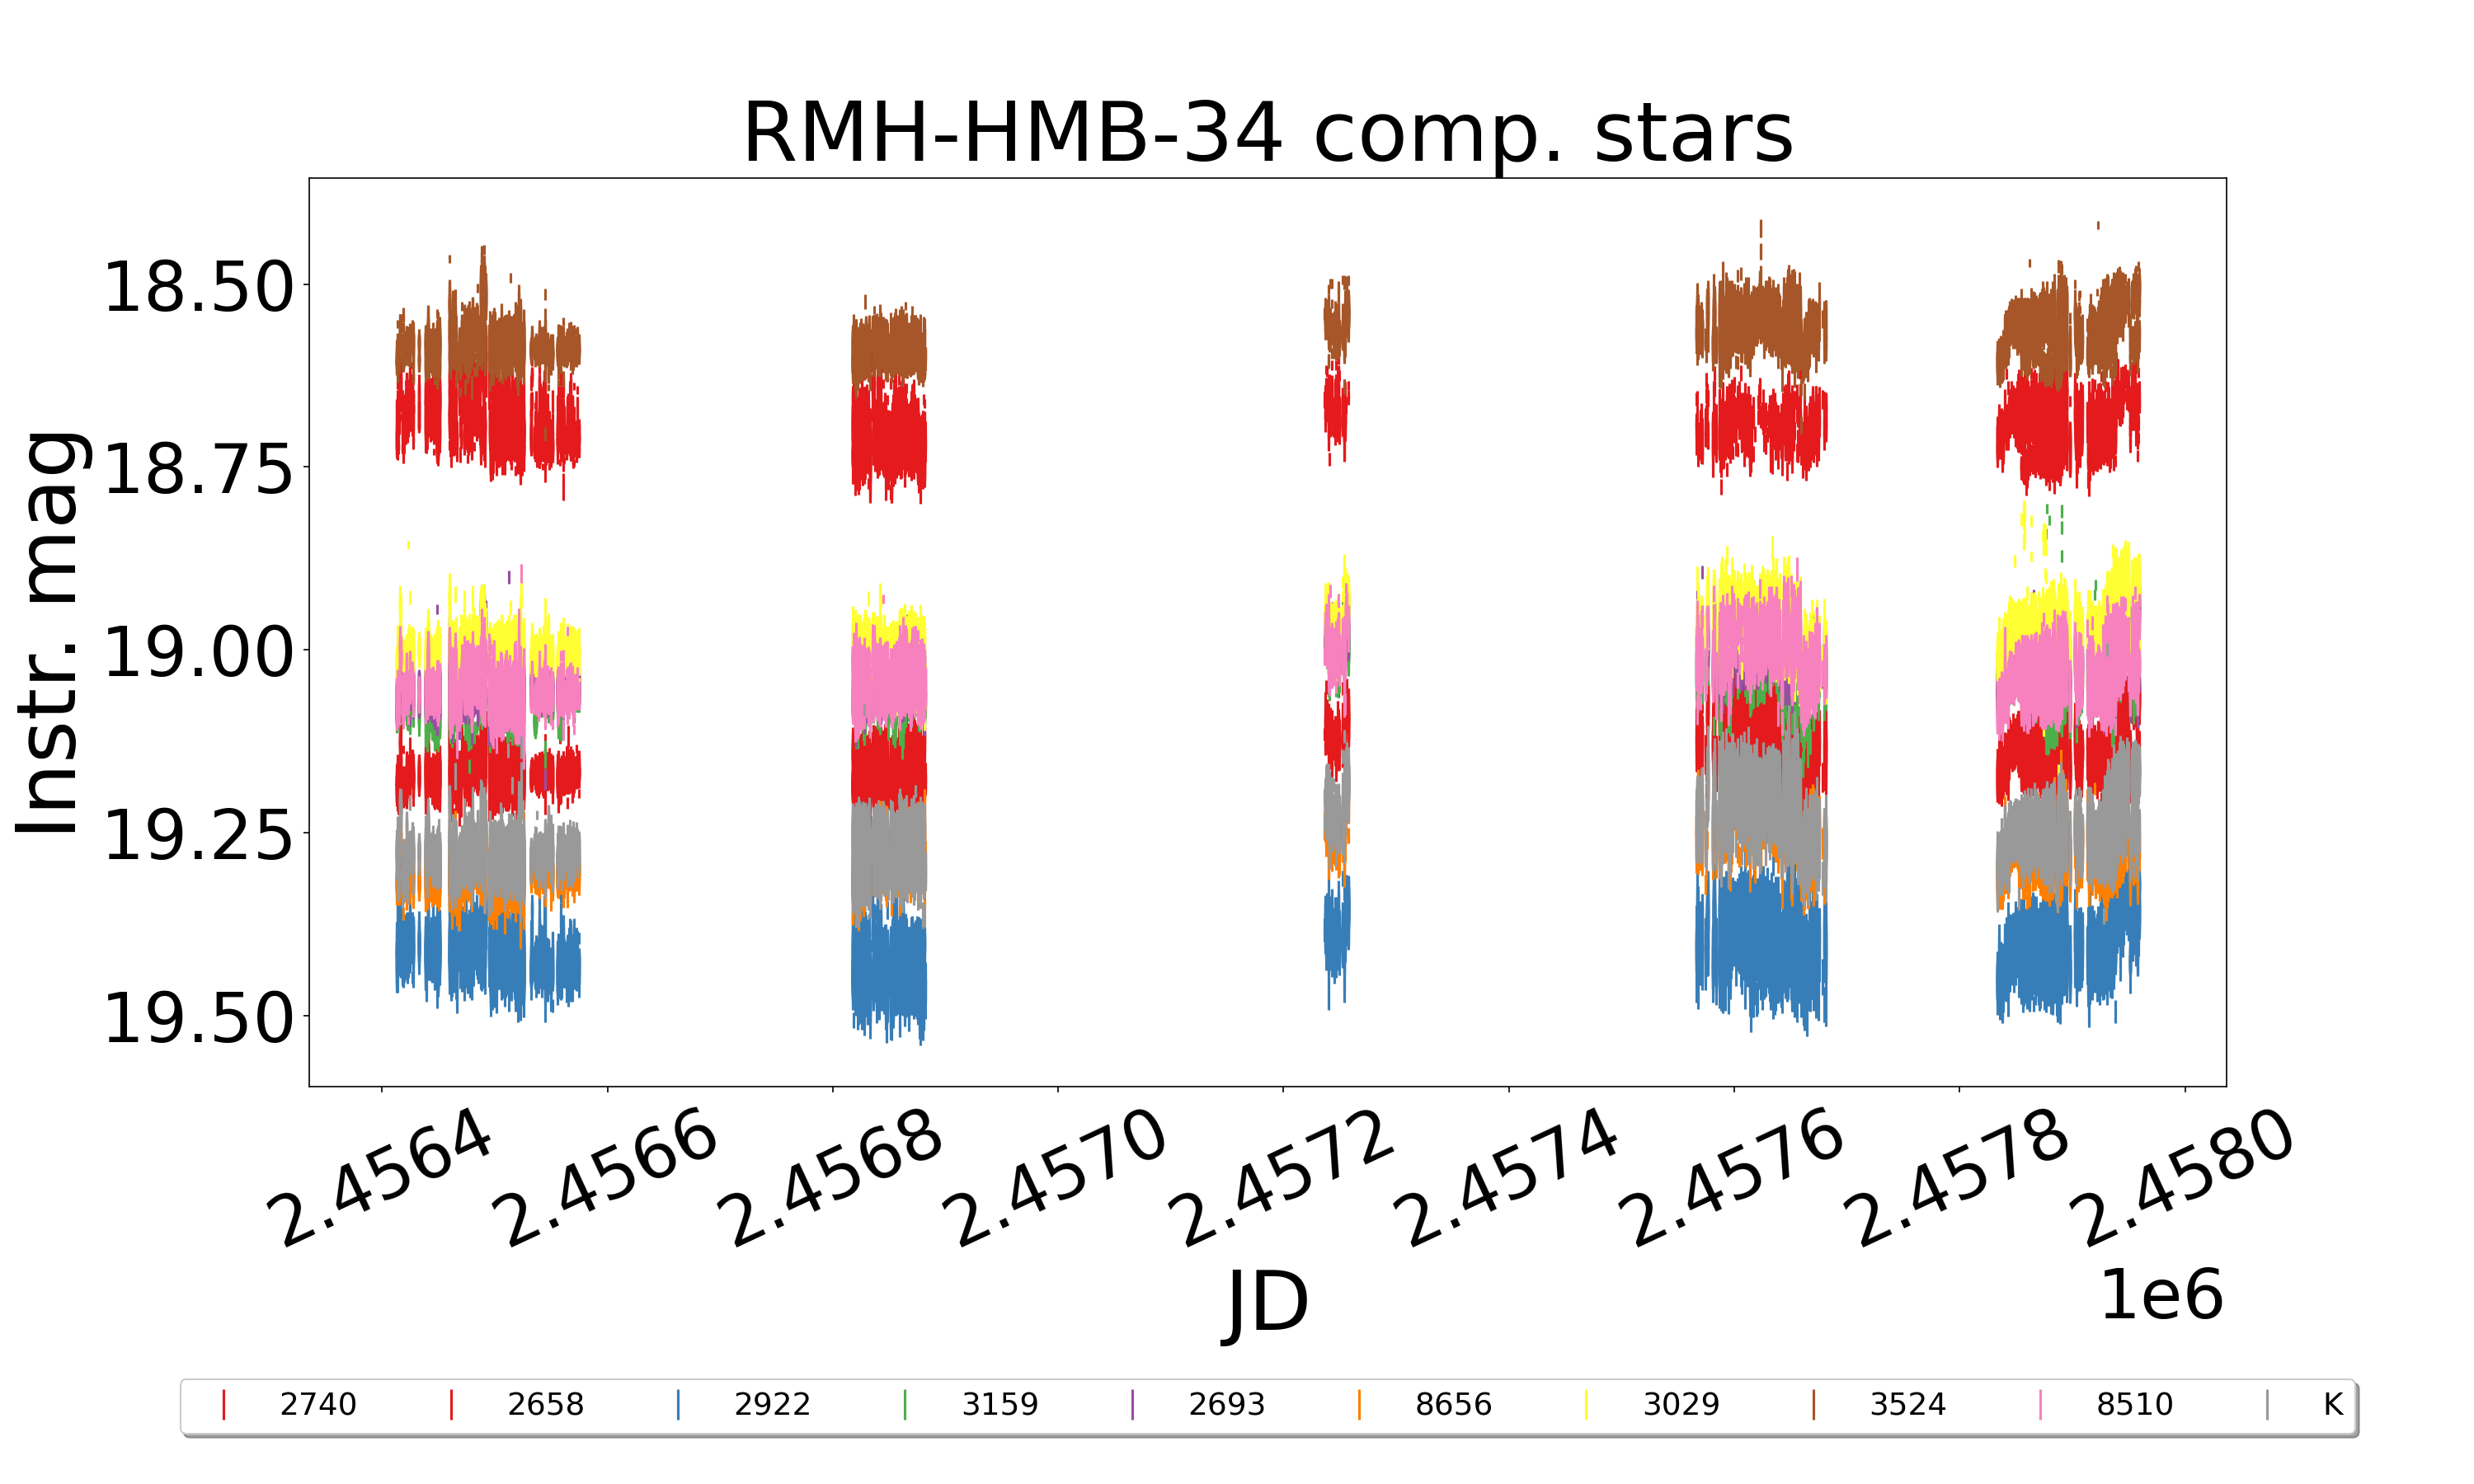 RMH-HMB-34 comp. stars
Instr. mag
18.50
18.75
19.00
19.25
19.50
2.4564 2.4566 2.4568 2.4570 2.4572 2.4574 2.4576 2.4578 2.4580
JD
1e6
2740 2658 2922 3159 2693 8656 3029 3524 8510 K